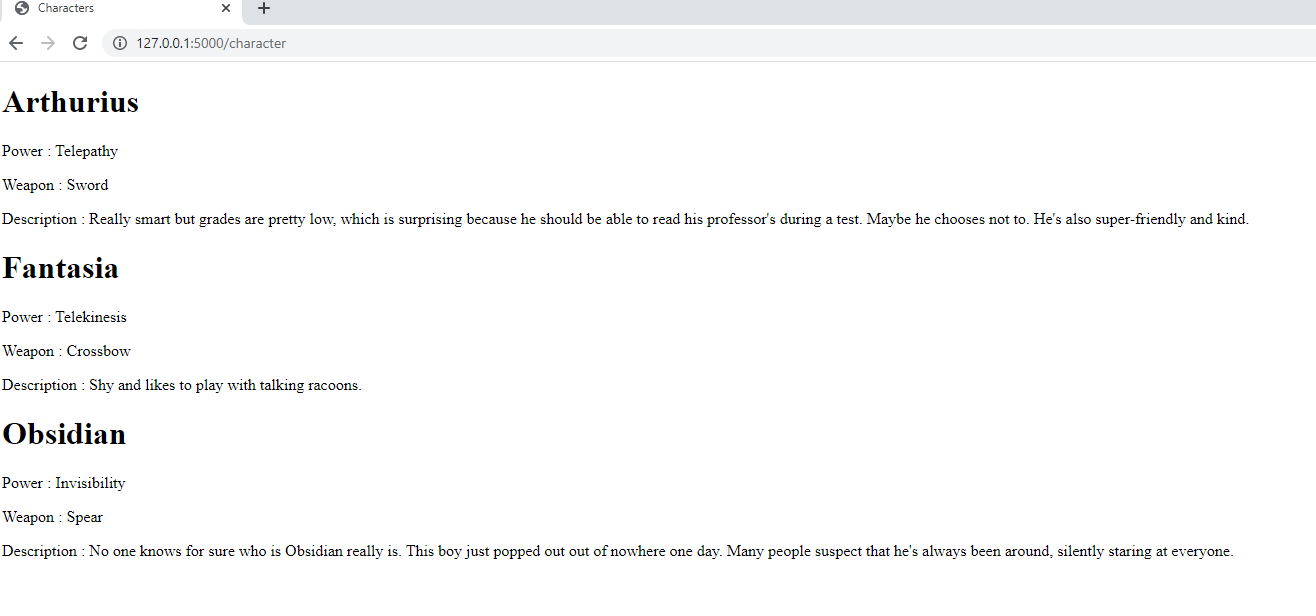 Characters
127.0.0.1:5000/character
Arthurius
Power : Telepathy
Weapon : Sword
Description : Really smart but grades are pretty low, which is surprising because he should be able to read his professor's during a test. Maybe he chooses not to. He's also super-friendly and kind.
Fantasia
Power : Telekinesis
Weapon : Crossbow
Description : Shy and likes to play with talking racoons.
Obsidian
Power : Invisibility
Weapon : Spear
Description : No one knows for sure who is Obsidian really is. This boy just popped out out of nowhere one day. Many people suspect that he's always been around, silently staring at everyone.